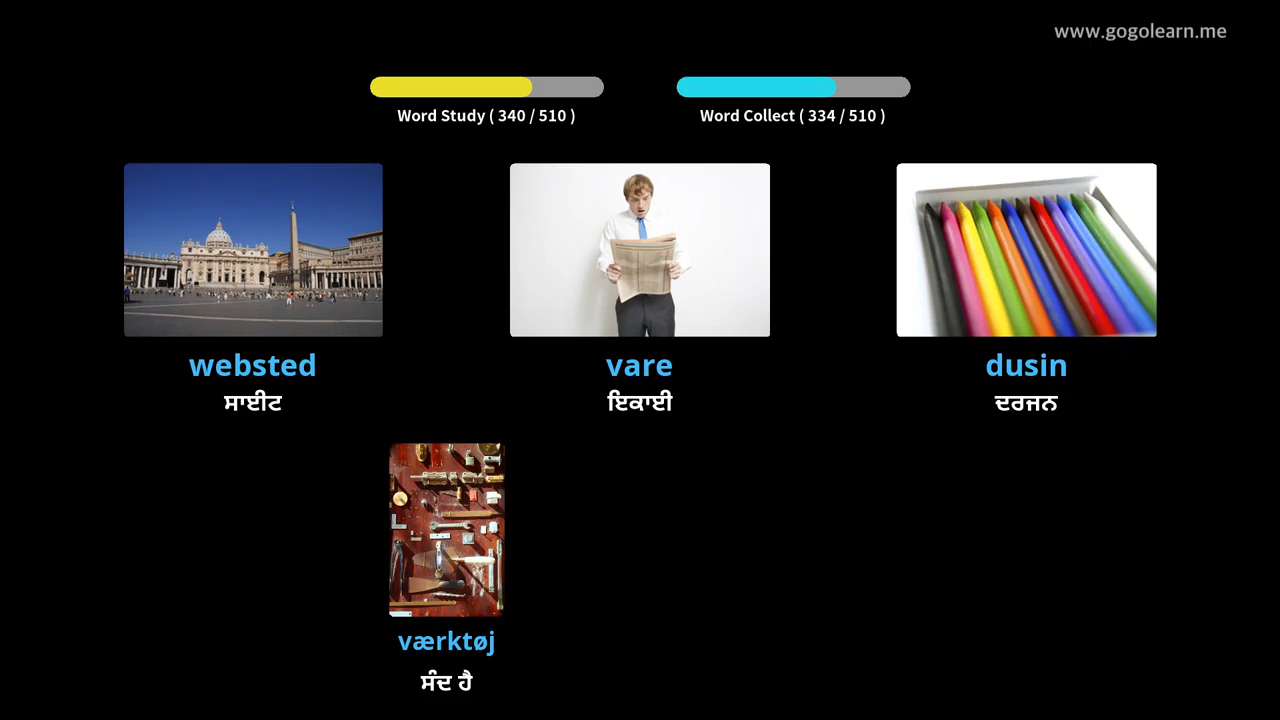 www.gogolearn.me
Word Study ( 340 / 510 )
Word Collect ( 334 / 510 )
websted
ਸਾਈਟ
vare
ਇਕਾਈ
dusin
ਦਰਜਨ
værktøj
ਸੰਦ ਹੈ